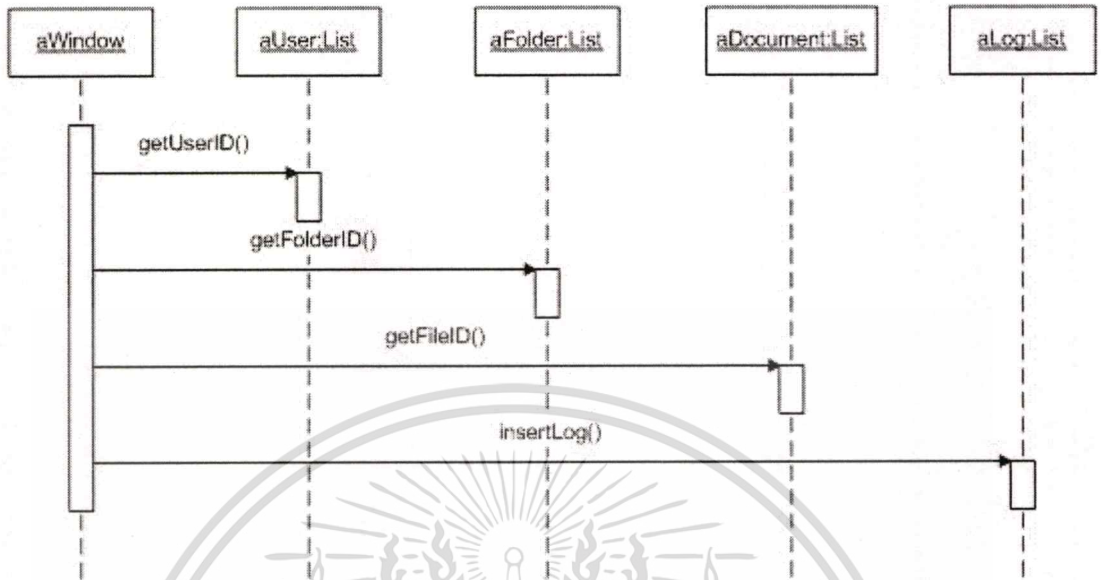 aWindow
aUser:List
aFolder:List
aDocument:List
aLog:List
getUserID()
getFolderID()
getFileID()
insertLog()